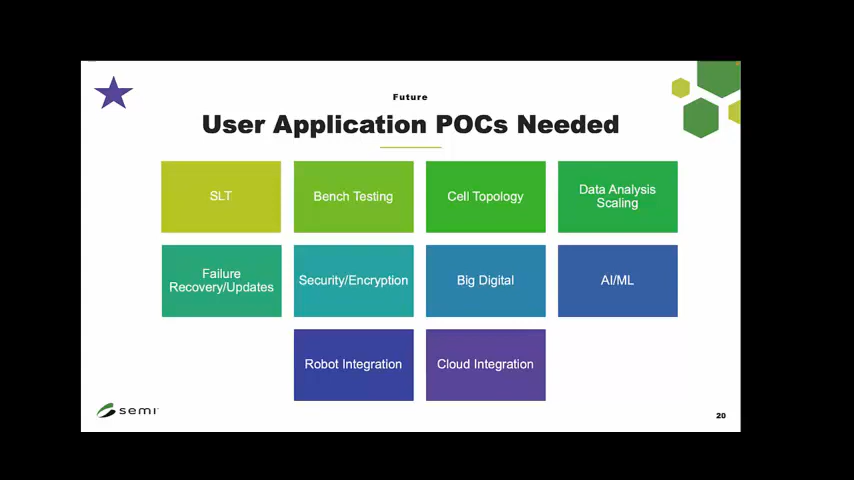 Future
User Application POCs Needed
SLT
Bench Testing
Cell Topology
Data Analysis
Scaling
Failure
Recovery/Updates
Security/Encryption
Big Digital
AI/ML
Robot Integration
Cloud Integration
semi
20